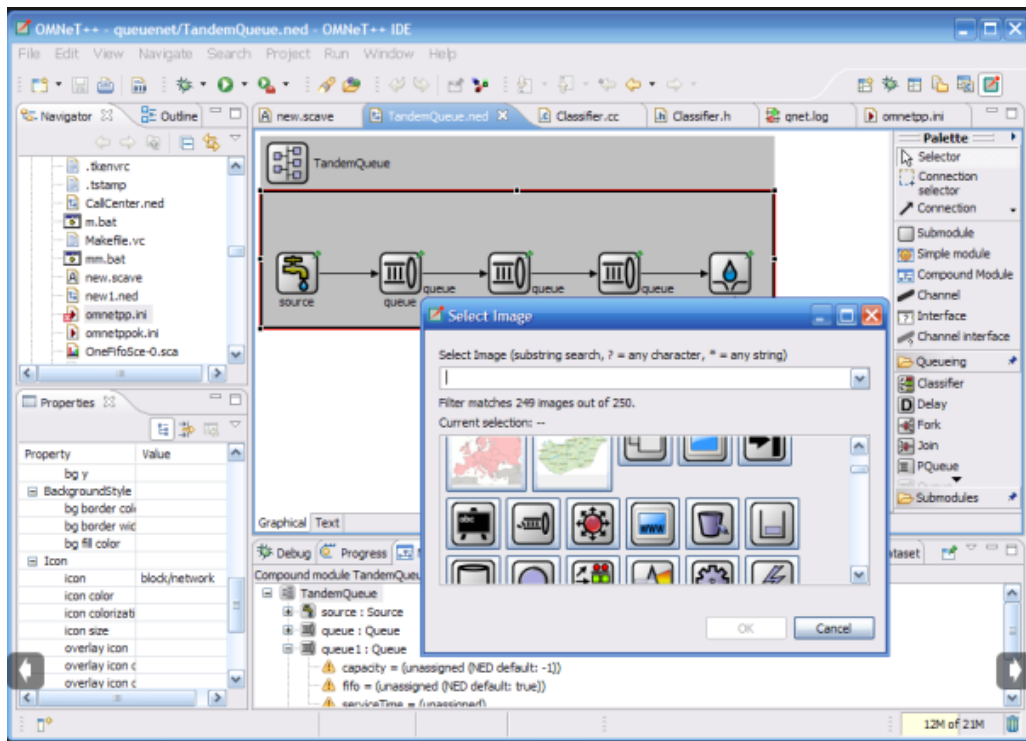 OMNeT++ - queuenet/TandemQueue.ned - OMNeT++ IDE
File Edit View Navigate Search Project Run Window Help
Navigator Outline
new.scave TandemQueue.ned Classifier.cc Classifier.h qnet.log omnetpp.ini
.tkenvrc
.tstamp
CallCenter.ned
m.bat
Makefile.vc
mm.bat
new.scave
new1.ned
omnetpp.ini
omnetppok.ini
OneFifoSce-0.sca
TandemQueue
source queue queue queue queue
Palette
Selector
Connection
selector
Connection
Submodule
Simple module
Compound Module
Channel
Interface
Channel interface
Queueing
Classifier
Delay
Fork
Join
PQueue
Submodules
Select Image
Select Image (substring search, ? = any character, * = any string)
Filter matches 249 images out of 250.
Current selection: --
abc
www
OK Cancel
Properties
Property Value
bg y
BackgroundStyle
bg border col
bg border wid
bg fill color
Icon
icon block/network
icon color
icon colorizati
icon size
overlay icon
overlay icon c
overlay icon c
Graphical Text
Debug Progress
ataset
Compound module TandemQueu
TandemQueue
source : Source
queue : Queue
queue1 : Queue
capacity = (unassigned (NED default: -1))
fifo = (unassigned (NED default: true))
serviceTime = (unassigned)
12M of 21M